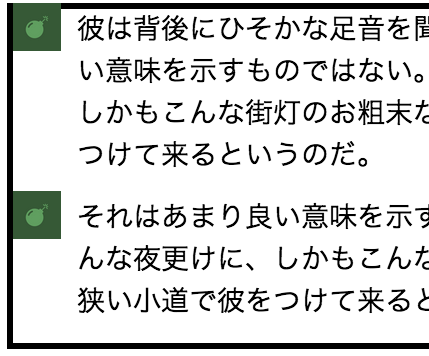 彼は背後にひそかな足音を聞
い意味を示すものではない。
しかもこんな街灯のお粗末な
つけて来るというのだ。
それはあまり良い意味を示す
んな夜更けに、しかもこんな
狭い小道で彼をつけて来ると